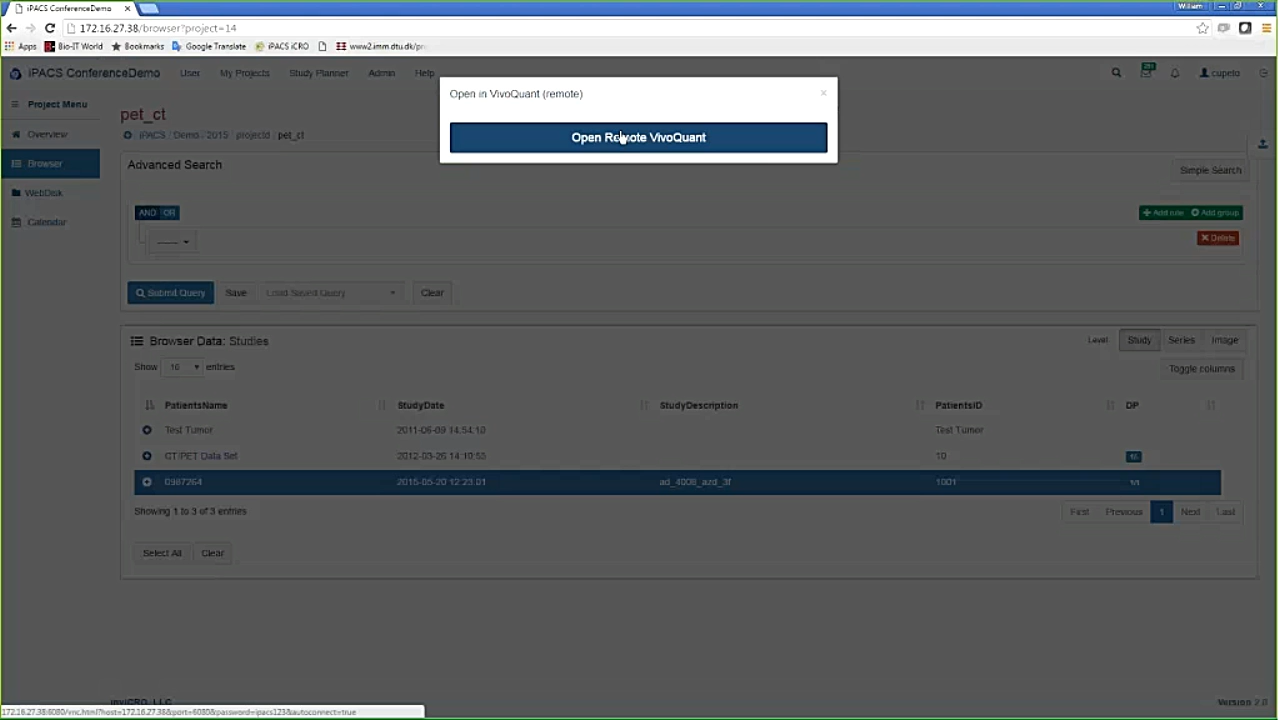 iPACS ConferenceDemo
William
172.16.27.38/browser?project=14
Apps Bio-IT World Bookmarks Google Translate iPACS iCRO www2.imm.dtu.dk/pr
iPACS ConferenceDemo User My Projects Study Planner Admin Help cupeto
Open in VivoQuant (remote) ×
Open Remote VivoQuant
Project Menu
Overview
Browser
WebDisk
Calendar
pet_ct
iPACS / Demo - 2015 / projectd / pet_ct
Advanced Search
Simple Search
AND OR
Add rule Add group
Delete
Submit Query Save Load Saved Query Clear
Browser Data: Studies
Level Study Series Image
Show 10 entries
Toggle columns
PatientsName StudyDate StudyDescription PatientsID DP
Test Tumor 2011-06-09 14:54:10 Test Tumor
CT/PET Data Set 2012-03-26 14:10:55 10
0987264 2015-05-20 12:23:01 ad_4008_azd_3f 1001
Showing 1 to 3 of 3 entries
First Previous 1 Next Last
Select All Clear
inviCRO, LLC
Version 2.0
172.16.27.38:6080/vnc.html?host=172.16.27.38&port=6080&password=ipacs123&autoconnect=true